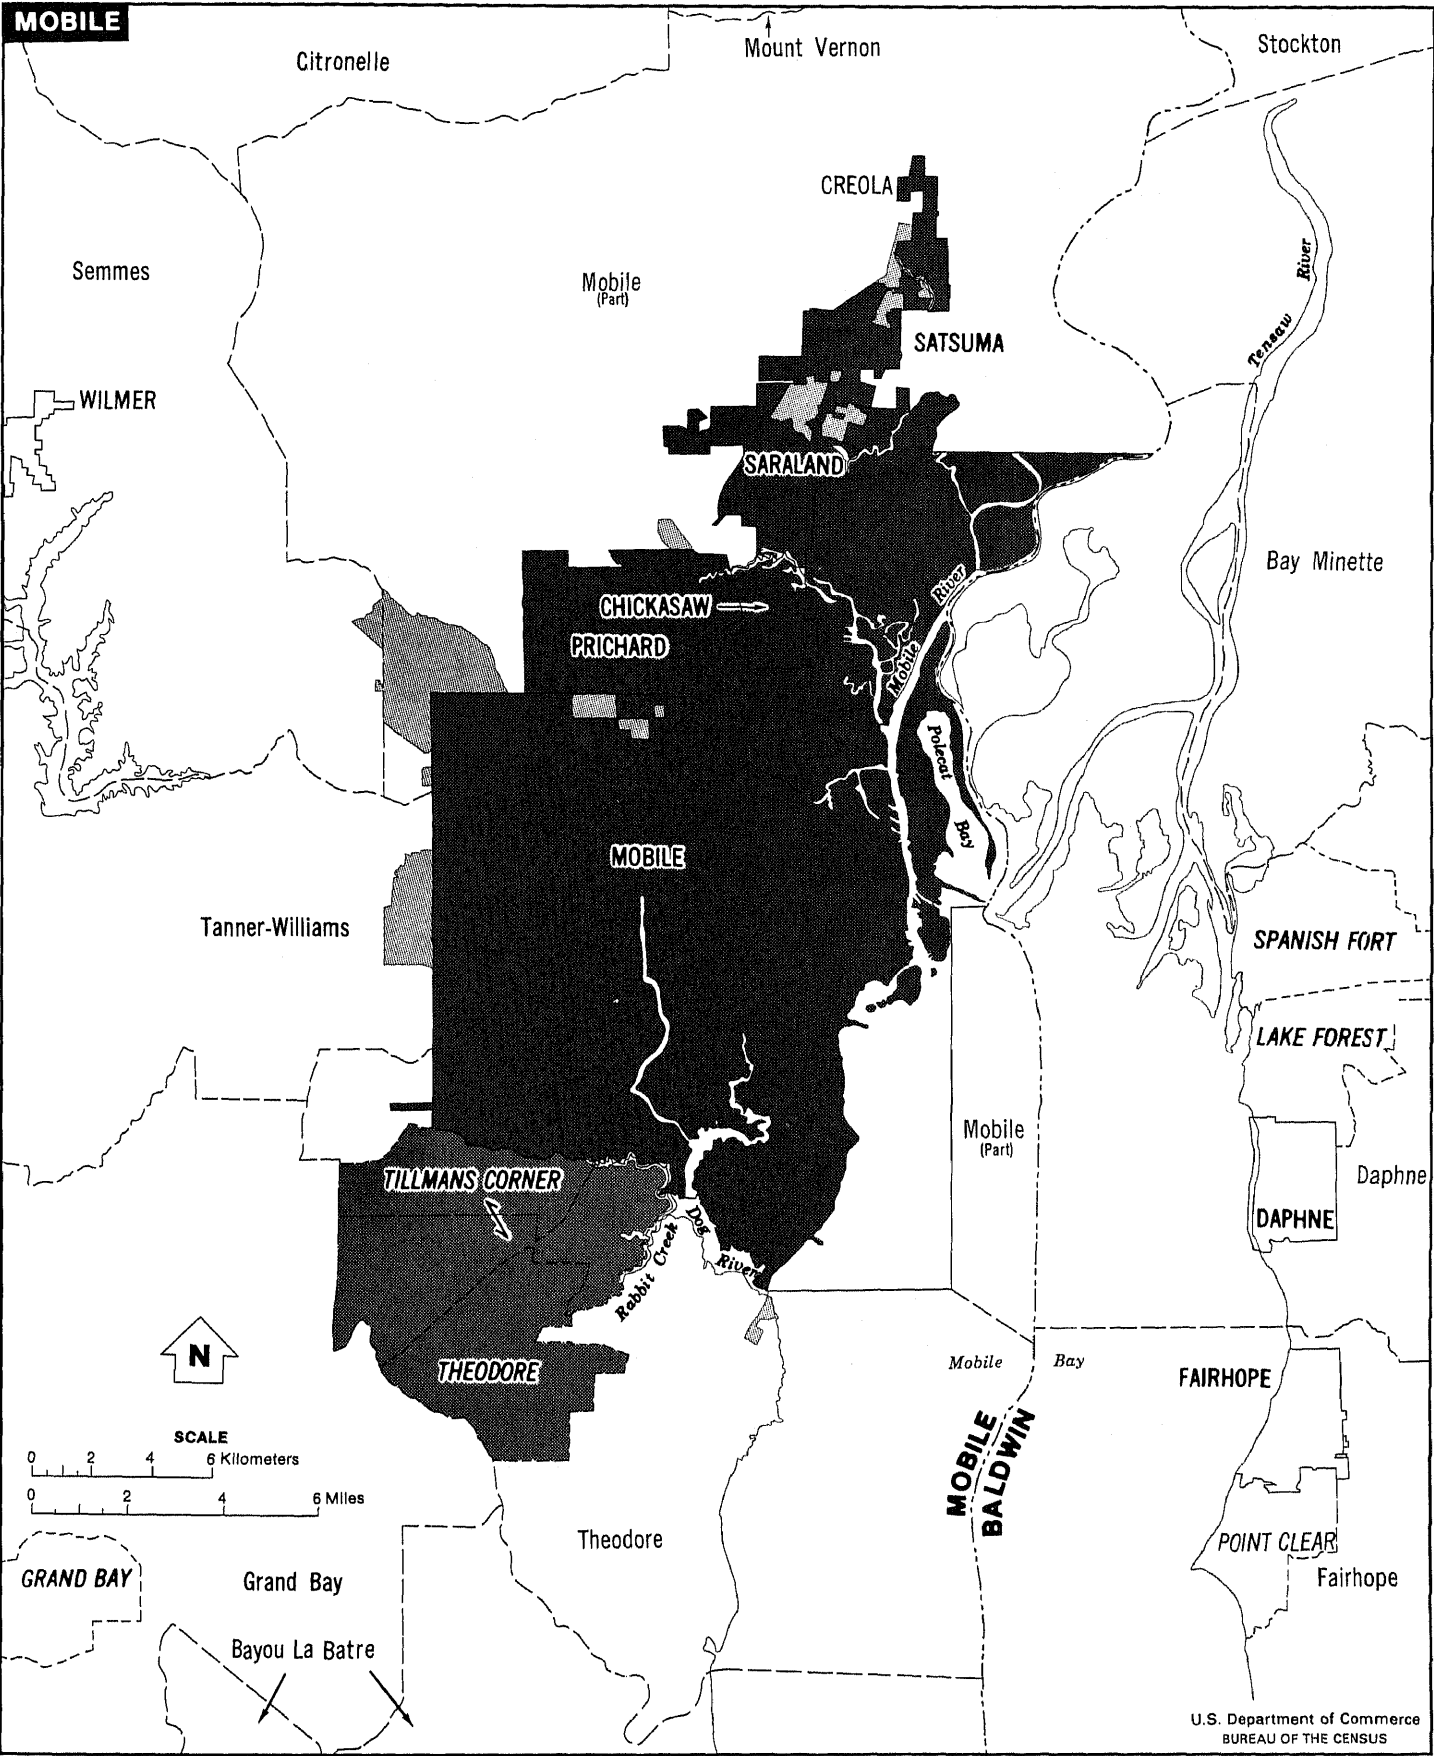 MOBILE
Citronelle
Mount Vernon
Stockton
CREOLA
Semmes
Mobile
(Part)
River
Tensaw
SATSUMA
WILMER
SARALAND
Bay Minette
River
CHICKASAW
PRICHARD
Mobile
Polecat
Bay
MOBILE
Tanner-Williams
SPANISH FORT
LAKE FOREST
Mobile
(Part)
TILLMANS CORNER
Daphne
DAPHNE
Dog
River
Rabbit Creek
N
THEODORE
Mobile Bay
FAIRHOPE
MOBILE
BALDWIN
SCALE
0 2 4 6 Kilometers
0 2 4 6 Miles
Theodore
POINT CLEAR
GRAND BAY
Grand Bay
Fairhope
Bayou La Batre
U.S. Department of Commerce
BUREAU OF THE CENSUS